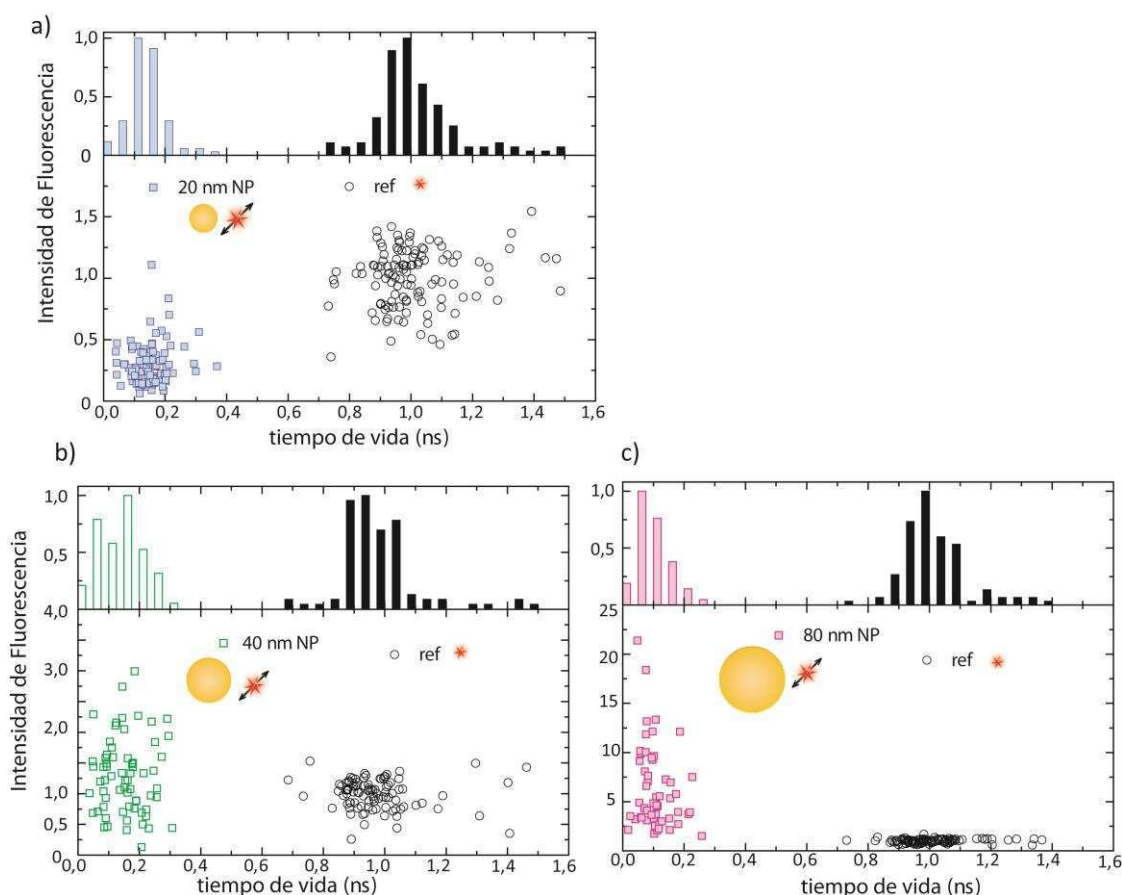 a)
1,0
0,5
0
20 nm NP
ref
1,5
1,0
0,5
0
Intensidad de Fluorescencia
0,0 0,2 0,4 0,6 0,8 1,0 1,2 1,4 1,6
tiempo de vida (ns)
b)
1,0
0,5
4,0
40 nm NP
ref
3,0
2,0
1,0
0,5
0,0
Intensidad de Fluorescencia
0,0 0,2 0,4 0,6 0,8 1,0 1,2 1,4 1,6
tiempo de vida (ns)
c)
1,0
0,5
25
80 nm NP
ref
20
15
10
5
0,0 0,2 0,4 0,6 0,8 1,0 1,2 1,4 1,6
tiempo de vida (ns)